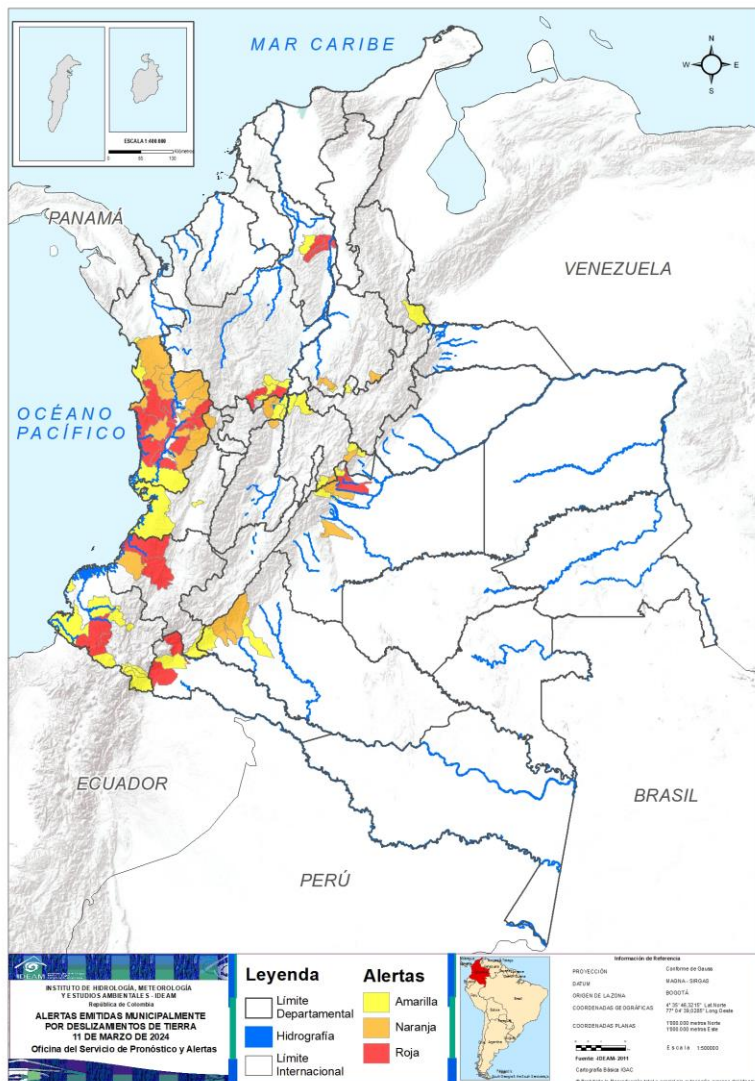 MAR CARIBE
N
W
E
S
ESCALA 1:400.000
PANAMÁ
VENEZUELA
OCÉANO
PACÍFICO
ECUADOR
BRASIL
PERÚ
IDEAM
INSTITUTO DE HIDROLOGÍA, METEOROLOGÍA
Y ESTUDIOS AMBIENTALES - IDEAM
República de Colombia
ALERTAS EMITIDAS MUNICIPALMENTE
POR DESLIZAMIENTOS DE TIERRA
11 DE MARZO DE 2024
Oficina del Servicio de Pronóstico y Alertas
Leyenda
Límite
Departamental
Hidrografía
Límite
Internacional
Alertas
Amarilla
Naranja
Roja
Información de Referencia
PROYECCIÓN Conforme de Gauss
DATUM MAGNA - SIRGAS
ORIGEN DE LA ZONA BOGOTÁ
COORDENADAS GEOGRÁFICAS
COORDENADAS PLANAS 1'000.000 metros Norte
1'000.000 metros Este
Escala
Fuente: IDEAM- 2011
Cartografía Básica IGAC